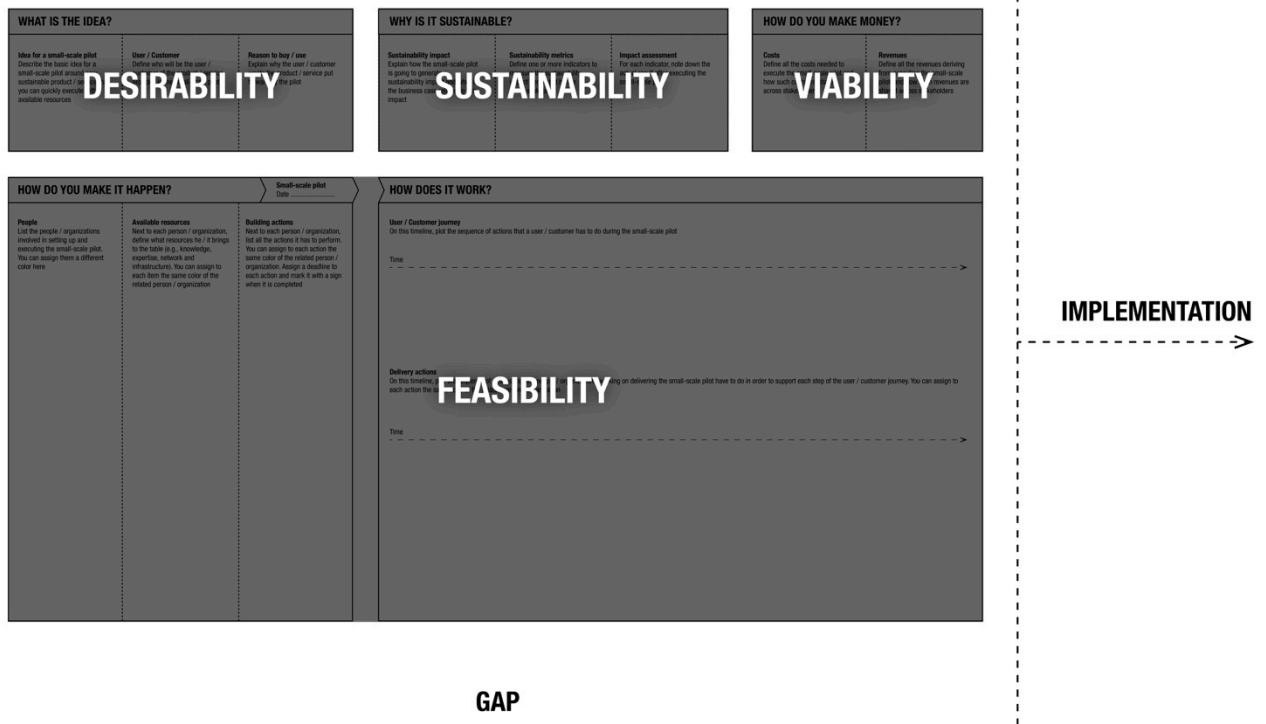 WHAT IS THE IDEA?
Idea for a small-scale pilot
Describe the basic idea for a
small-scale pilot around
sustainable product /
you can quickly execute
available resources
User / Customer
Define who will be the user /
Reason to buy / use
Explain why the user / customer
product / service put
the pilot
DESIRABILITY
WHY IS IT SUSTAINABLE?
Sustainability impact
Explain how the small-scale pilot
is going to
sustainability
the business
impact
Sustainability metrics
Define one or more indicators to
Impact assessment
For each indicator, note down the
executing the
SUSTAINABILITY
HOW DO YOU MAKE MONEY?
Costs
Define all the costs needed to
execute the
how such
across
Revenues
Define all the revenues deriving
small-scale
revenues are
VIABILITY
HOW DO YOU MAKE IT HAPPEN?
Small-scale pilot
Date ........................
People
List the people / organizations
involved in setting up and
executing the small-scale pilot.
You can assign them a different
color here
Available resources
Next to each person / organization,
define what resources he / it brings
to the table (e.g., knowledge,
expertise, network and
infrastructure). You can assign to
each item the same color of the
related person / organization
Building actions
Next to each person / organization,
list all the actions it has to perform.
You can assign to each action the
same color of the related person /
organization. Assign a deadline to
each action and mark it with a sign
when it is completed
HOW DOES IT WORK?
User / Customer journey
On this timeline, plot the sequence of actions that a user / customer has to do during the small-scale pilot
Time
Delivery actions
On this timeline, on delivering the small-scale pilot have to do in order to support each step of the user / customer journey. You can assign to
each action the
Time
FEASIBILITY
IMPLEMENTATION
GAP